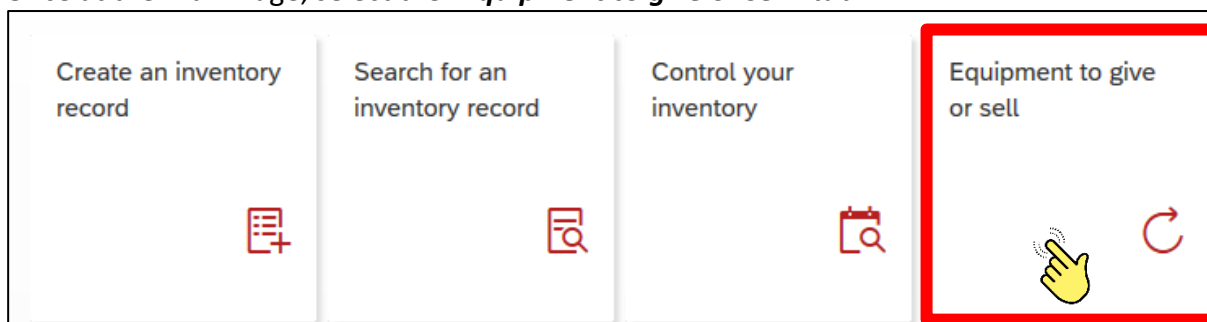 Create an inventory
record
Search for an
inventory record
Control your
inventory
Equipment to give
or sell